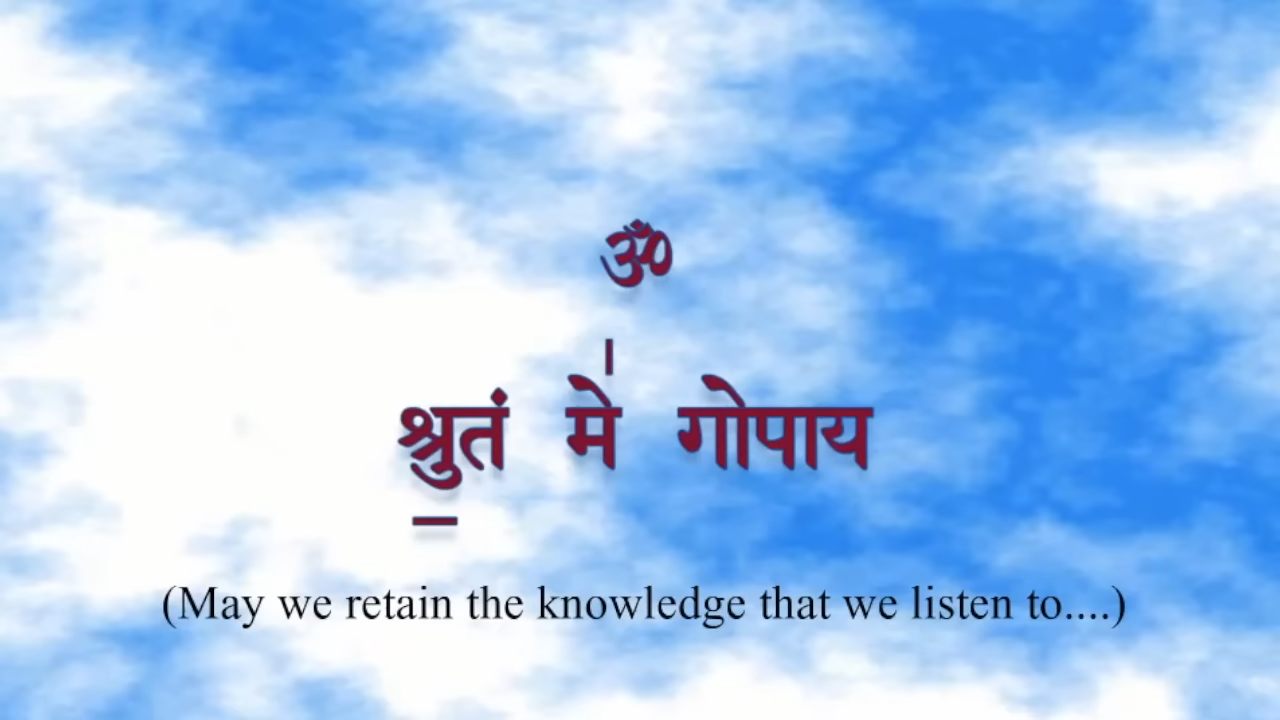 ॐ
श्रु॒तं मे॑ गोपाय
(May we retain the knowledge that we listen to....)